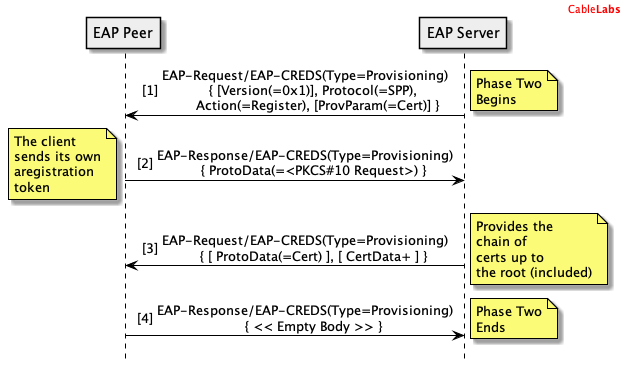 CableLabs
EAP Peer
EAP Server
[1]
EAP-Request/EAP-CREDS(Type=Provisioning)
{ [Version(=0x1)], Protocol(=SPP),
Action(=Register), [ProvParam(=Cert)] }
Phase Two
Begins
The client
sends its own
aregistration
token
[2]
EAP-Response/EAP-CREDS(Type=Provisioning)
{ ProtoData(=<PKCS#10 Request>) }
[3]
EAP-Request/EAP-CREDS(Type=Provisioning)
{ [ ProtoData(=Cert) ], [ CertData+ ] }
Provides the
chain of
certs up to
the root (included)
[4]
EAP-Response/EAP-CREDS(Type=Provisioning)
{ << Empty Body >> }
Phase Two
Ends